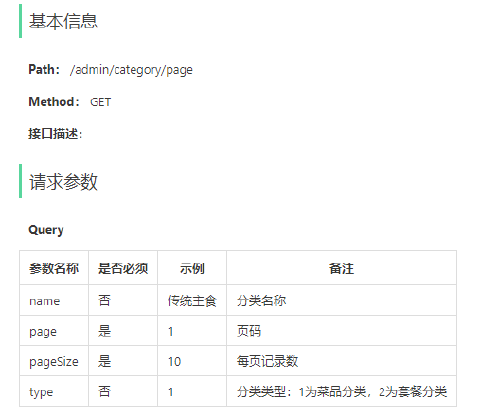 基本信息
Path： /admin/category/page
Method： GET
接口描述：
请求参数
Query
参数名称 是否必须 示例 备注
name 否 传统主食 分类名称
page 是 1 页码
pageSize 是 10 每页记录数
type 否 1 分类类型：1为菜品分类，2为套餐分类